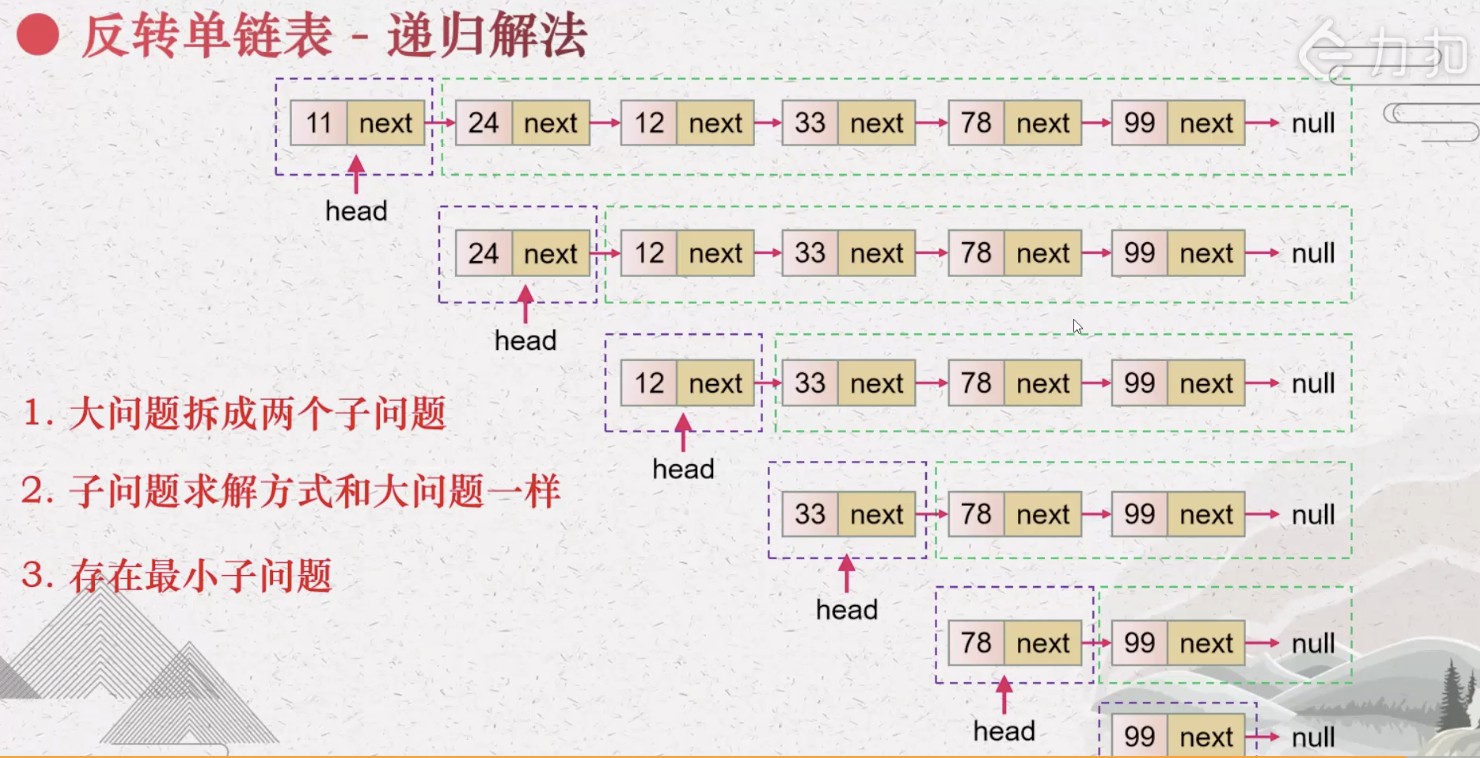 反转单链表 - 递归解法
力扣
11 next 24 next 12 next 33 next 78 next 99 next null
head
24 next 12 next 33 next 78 next 99 next null
head
12 next 33 next 78 next 99 next null
head
1. 大问题拆成两个子问题
2. 子问题求解方式和大问题一样
33 next 78 next 99 next null
head
3. 存在最小子问题
78 next 99 next null
head
99 next null